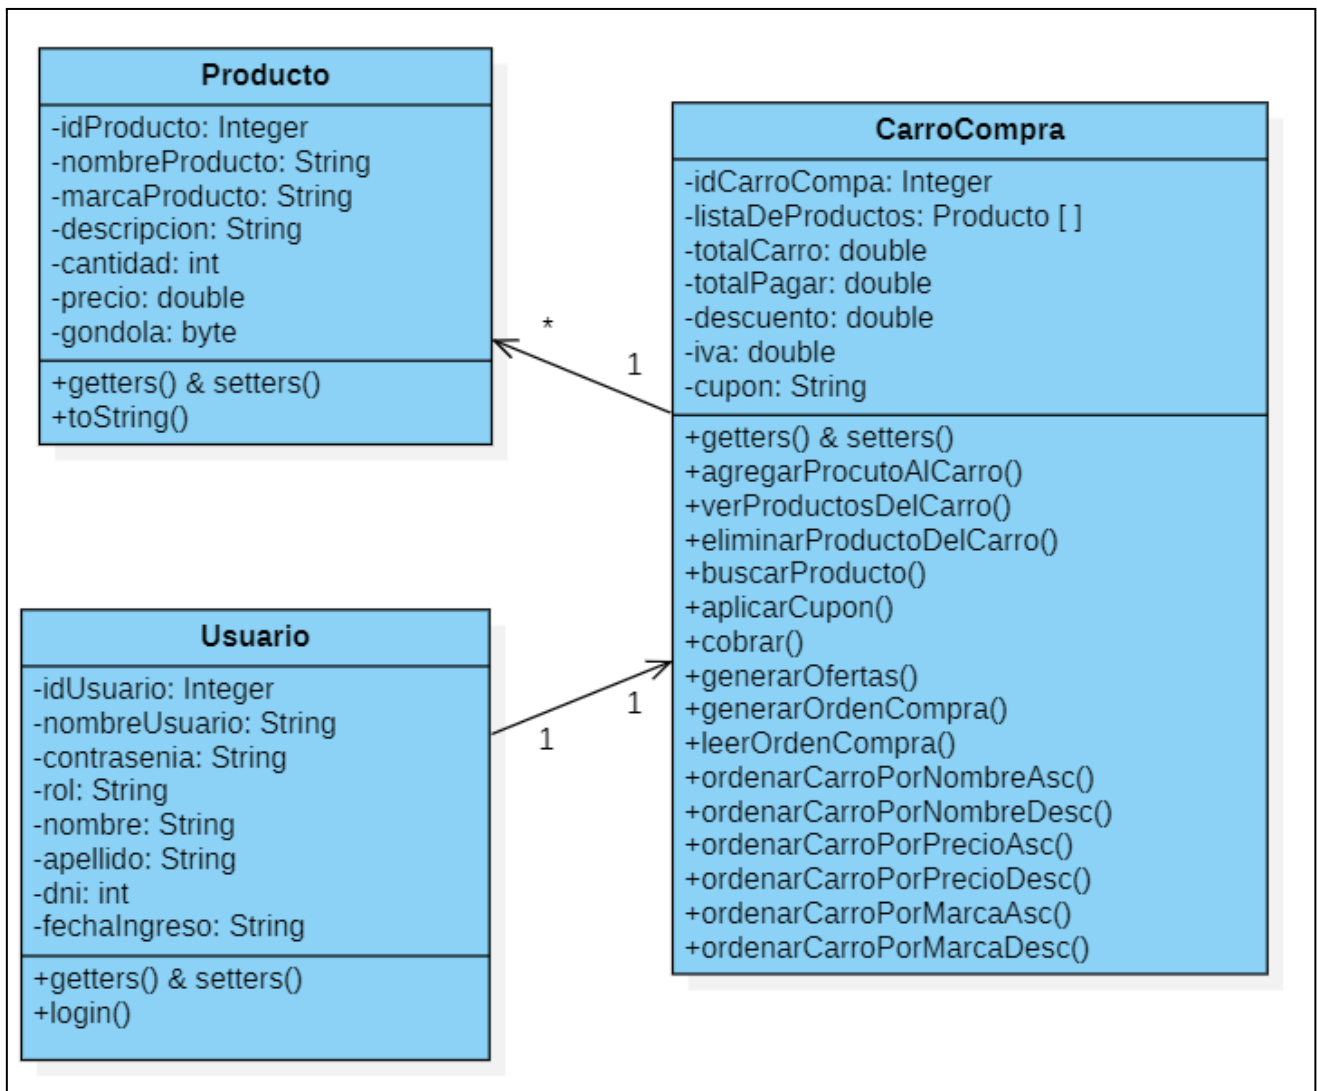 Producto
-idProducto: Integer
-nombreProducto: String
-marcaProducto: String
-descripcion: String
-cantidad: int
-precio: double
-gondola: byte
+getters() & setters()
+toString()
*
1
CarroCompra
-idCarroCompa: Integer
-listaDeProductos: Producto [ ]
-totalCarro: double
-totalPagar: double
-descuento: double
-iva: double
-cupon: String
+getters() & setters()
+agregarProcutoAlCarro()
+verProductosDelCarro()
+eliminarProductoDelCarro()
+buscarProducto()
+aplicarCupon()
+cobrar()
+generarOfertas()
+generarOrdenCompra()
+leerOrdenCompra()
+ordenarCarroPorNombreAsc()
+ordenarCarroPorNombreDesc()
+ordenarCarroPorPrecioAsc()
+ordenarCarroPorPrecioDesc()
+ordenarCarroPorMarcaAsc()
+ordenarCarroPorMarcaDesc()
Usuario
-idUsuario: Integer
-nombreUsuario: String
-contrasenia: String
-rol: String
-nombre: String
-apellido: String
-dni: int
-fechaIngreso: String
+getters() & setters()
+login()
1
1